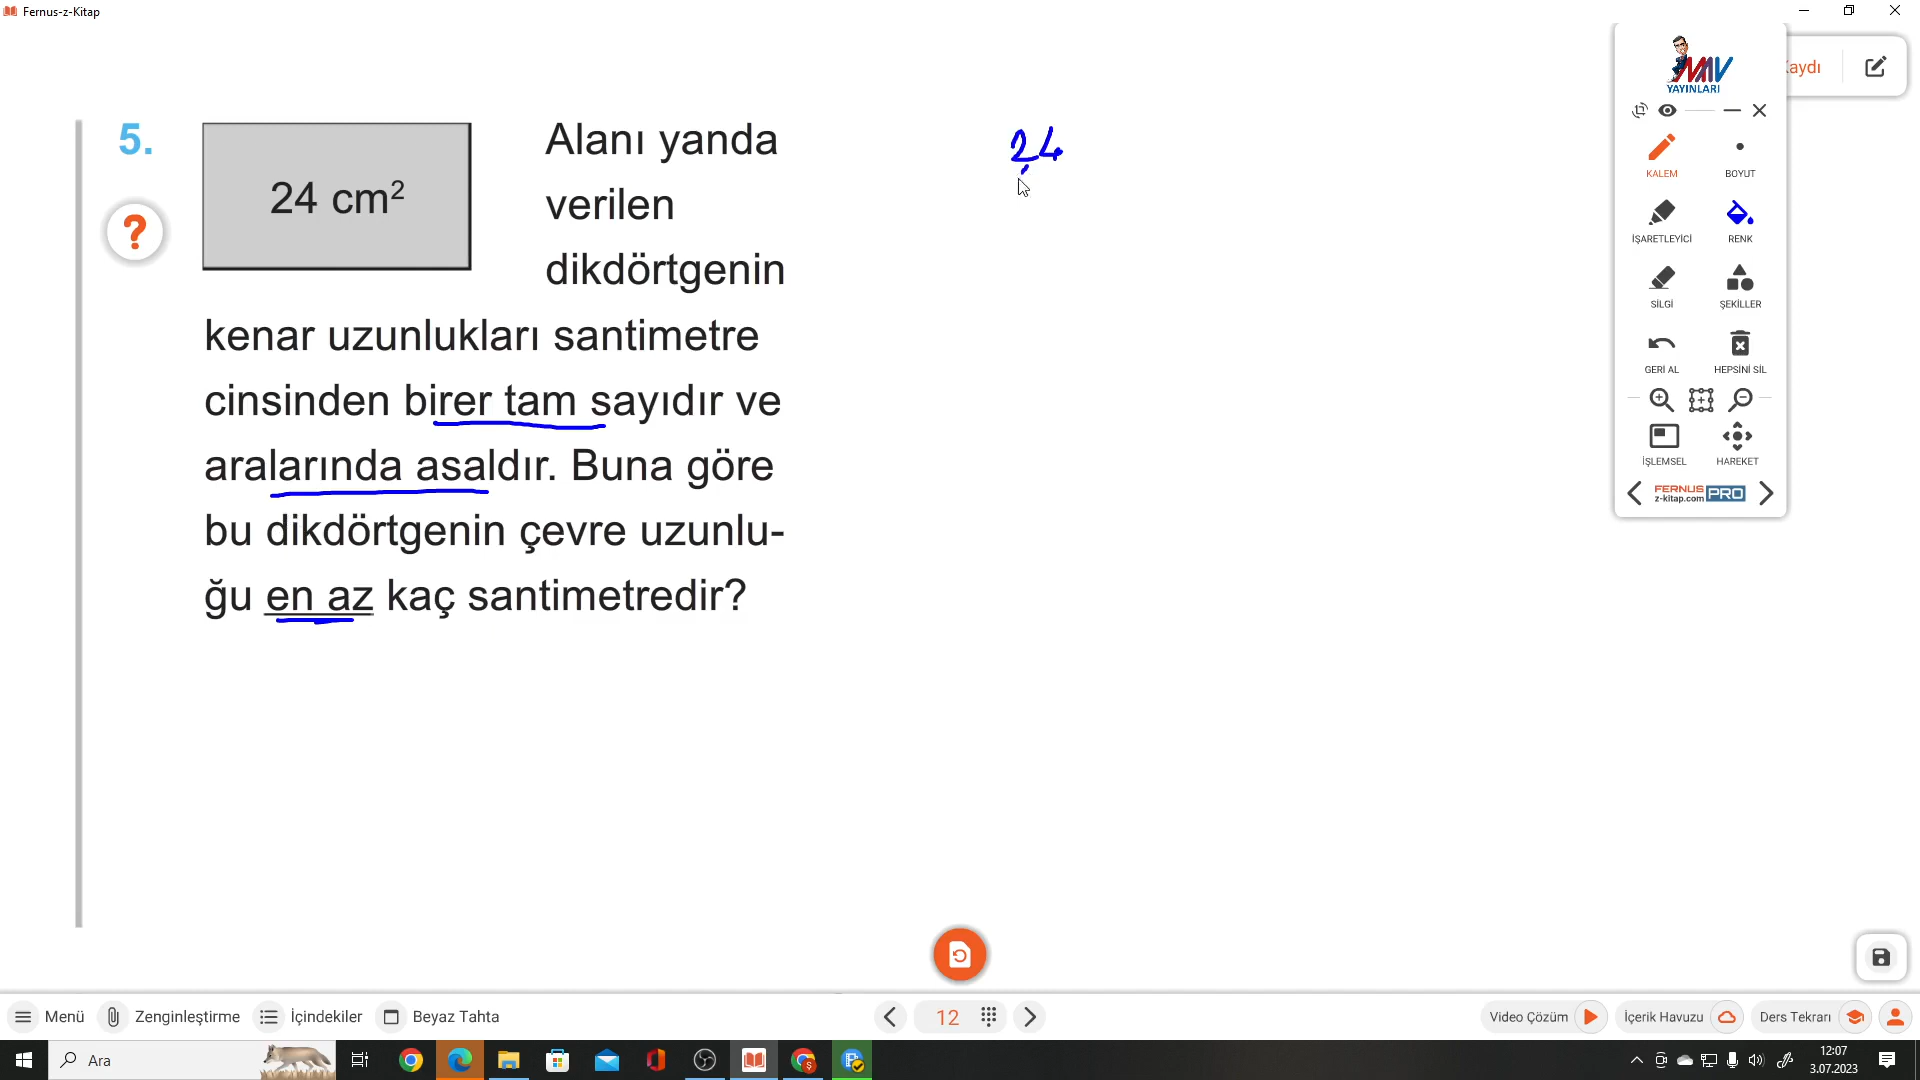 Fernus-z-Kitap
5.
24 cm²
Alanı yanda
verilen
dikdörtgenin
kenar uzunlukları santimetre
cinsinden birer tam sayıdır ve
aralarında asaldır. Buna göre
bu dikdörtgenin çevre uzunlu-
ğu en az kaç santimetredir?
24
MAV
YAYINLARI
aydı
KALEM
BOYUT
İŞARETLEYİCİ
RENK
SİLGİ
ŞEKİLLER
GERİ AL
HEPSİNİ SİL
İŞLEMSEL
HAREKET
FERNUS PRO
z-kitap.com
Menü
Zenginleştirme
İçindekiler
Beyaz Tahta
12
Video Çözüm
İçerik Havuzu
Ders Tekrarı
Ara
12:07
3.07.2023